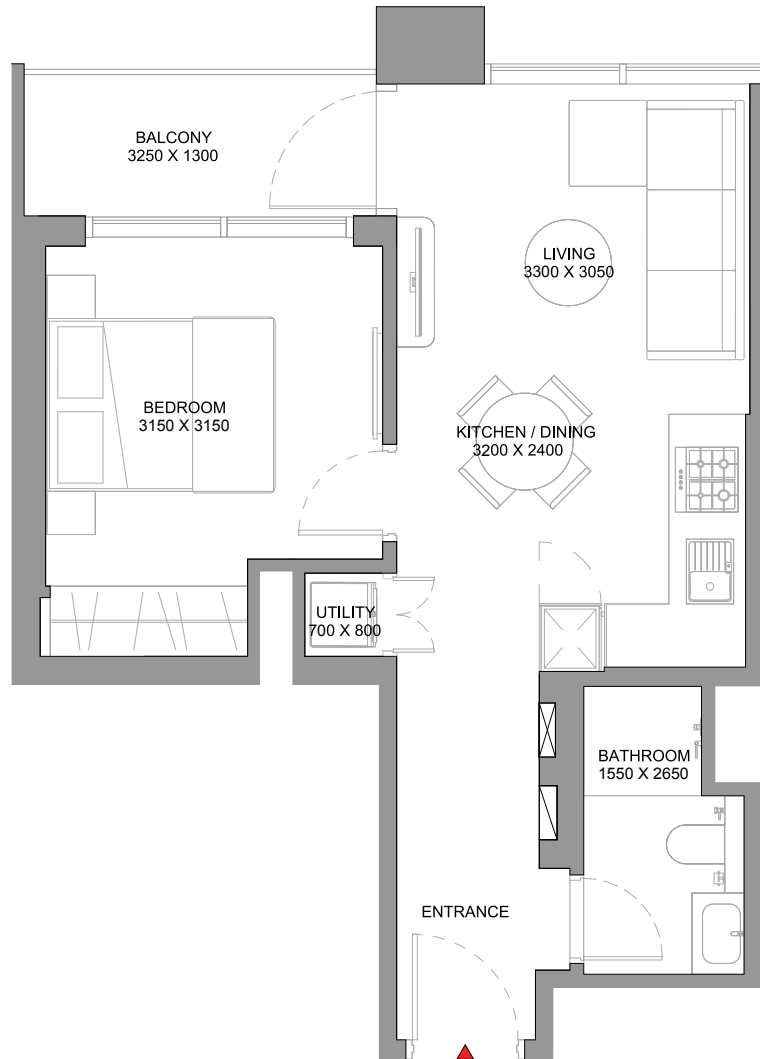 BALCONY
3250 X 1300
LIVING
3300 X 3050
BEDROOM
3150 X 3150
KITCHEN / DINING
3200 X 2400
UTILITY
700 X 800
BATHROOM
1550 X 2650
ENTRANCE